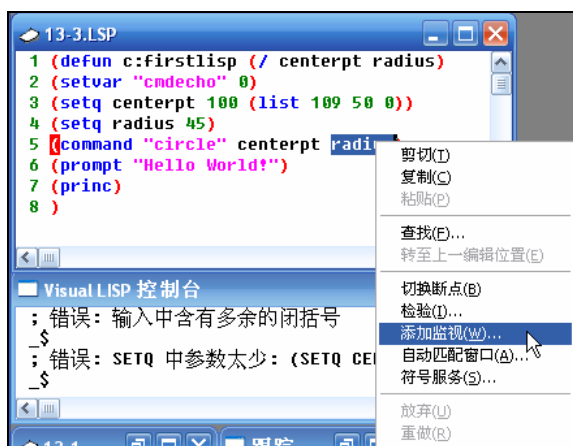 13-3.LSP
1 (defun c:firstlisp (/ centerpt radius)
2 (setvar "cmdecho" 0)
3 (setq centerpt 100 (list 109 50 0))
4 (setq radius 45)
5 (command "circle" centerpt radiu
6 (prompt "Hello World!")
7 (princ)
8 )
剪切(T)
复制(C)
粘贴(P)
查找(F)...
转至上一编辑位置(E)
切换断点(B)
检验(I)...
添加监视(W)...
自动匹配窗口(A)...
符号服务(S)...
放弃(U)
重做(R)
Visual LISP 控制台
; 错误: 输入中含有多余的闭括号
_$
; 错误: SETQ 中参数太少: (SETQ CE
_$
跟踪